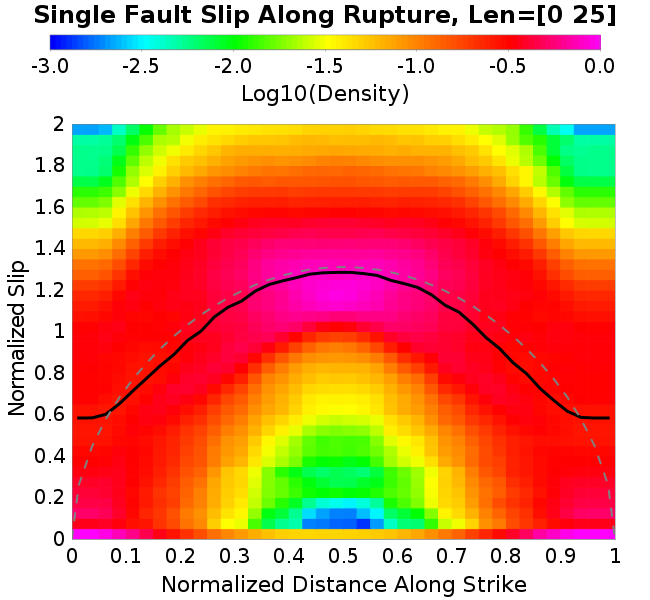 Single Fault Slip Along Rupture, Len=[0 25]
-3.0 -2.5 -2.0 -1.5 -1.0 -0.5 0.0
Log10(Density)
Normalized Slip
2
1.8
1.6
1.4
1.2
1
0.8
0.6
0.4
0.2
0
0 0.1 0.2 0.3 0.4 0.5 0.6 0.7 0.8 0.9 1
Normalized Distance Along Strike